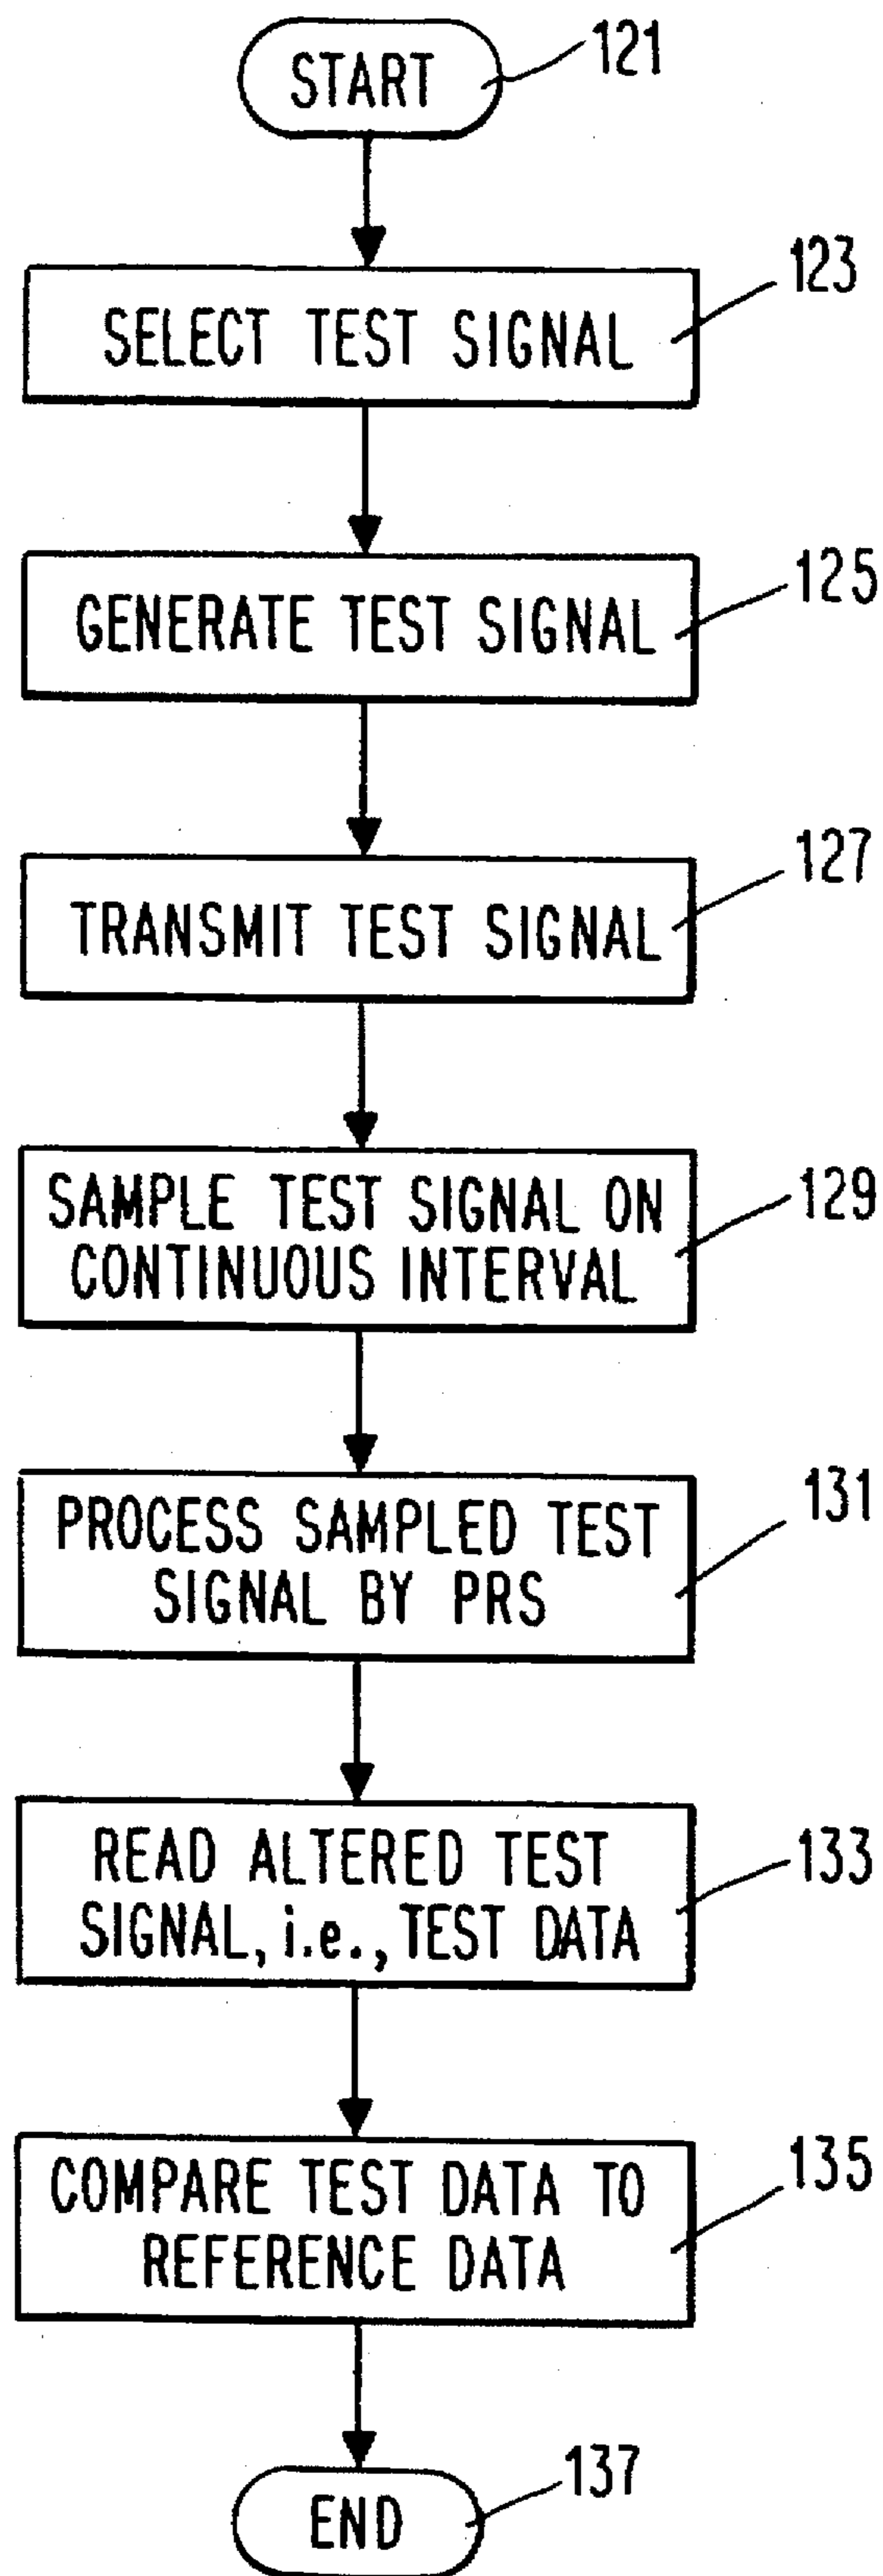 START
121
SELECT TEST SIGNAL
123
GENERATE TEST SIGNAL
125
TRANSMIT TEST SIGNAL
127
SAMPLE TEST SIGNAL ON
CONTINUOUS INTERVAL
129
PROCESS SAMPLED TEST
SIGNAL BY PRS
131
READ ALTERED TEST
SIGNAL, i.e., TEST DATA
133
COMPARE TEST DATA TO
REFERENCE DATA
135
END
137